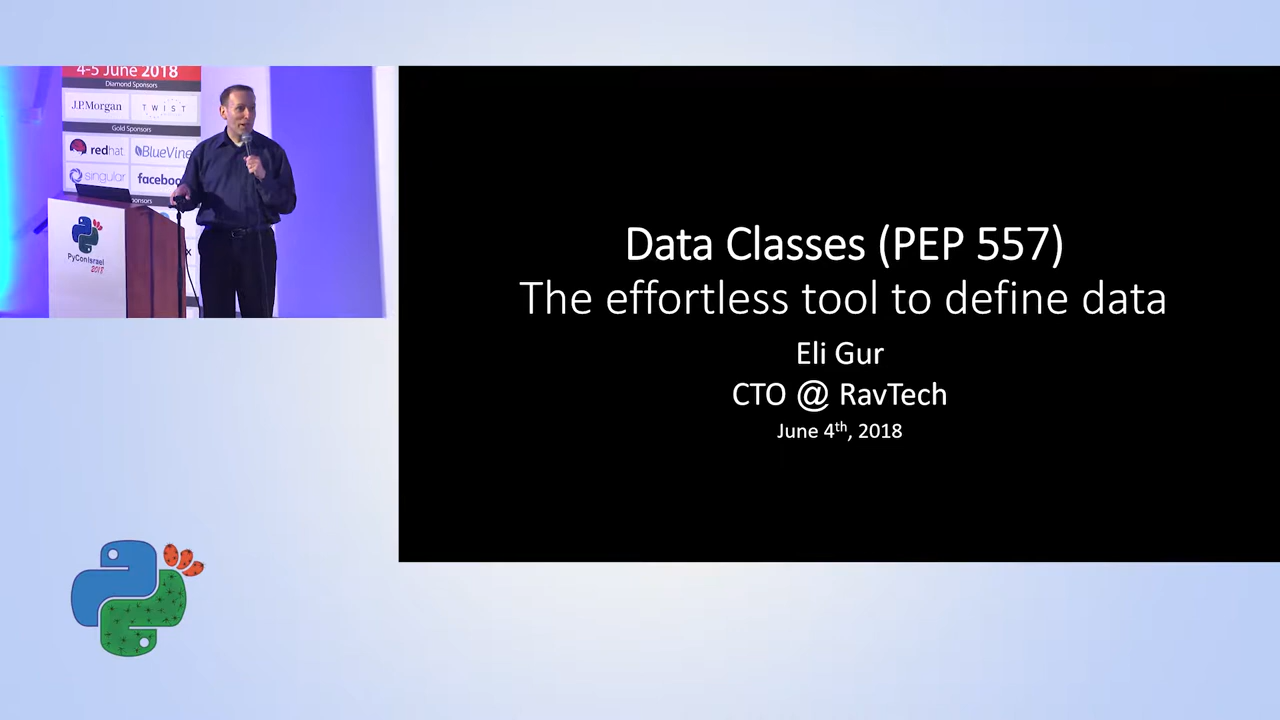 4-5 June 2018
Diamond Sponsors
J.P.Morgan
TWIST
Gold Sponsors
redhat
BlueVine
singular
PyConIsrael
2018
Data Classes (PEP 557)
The effortless tool to define data
Eli Gur
CTO @ RavTech
June 4th, 2018